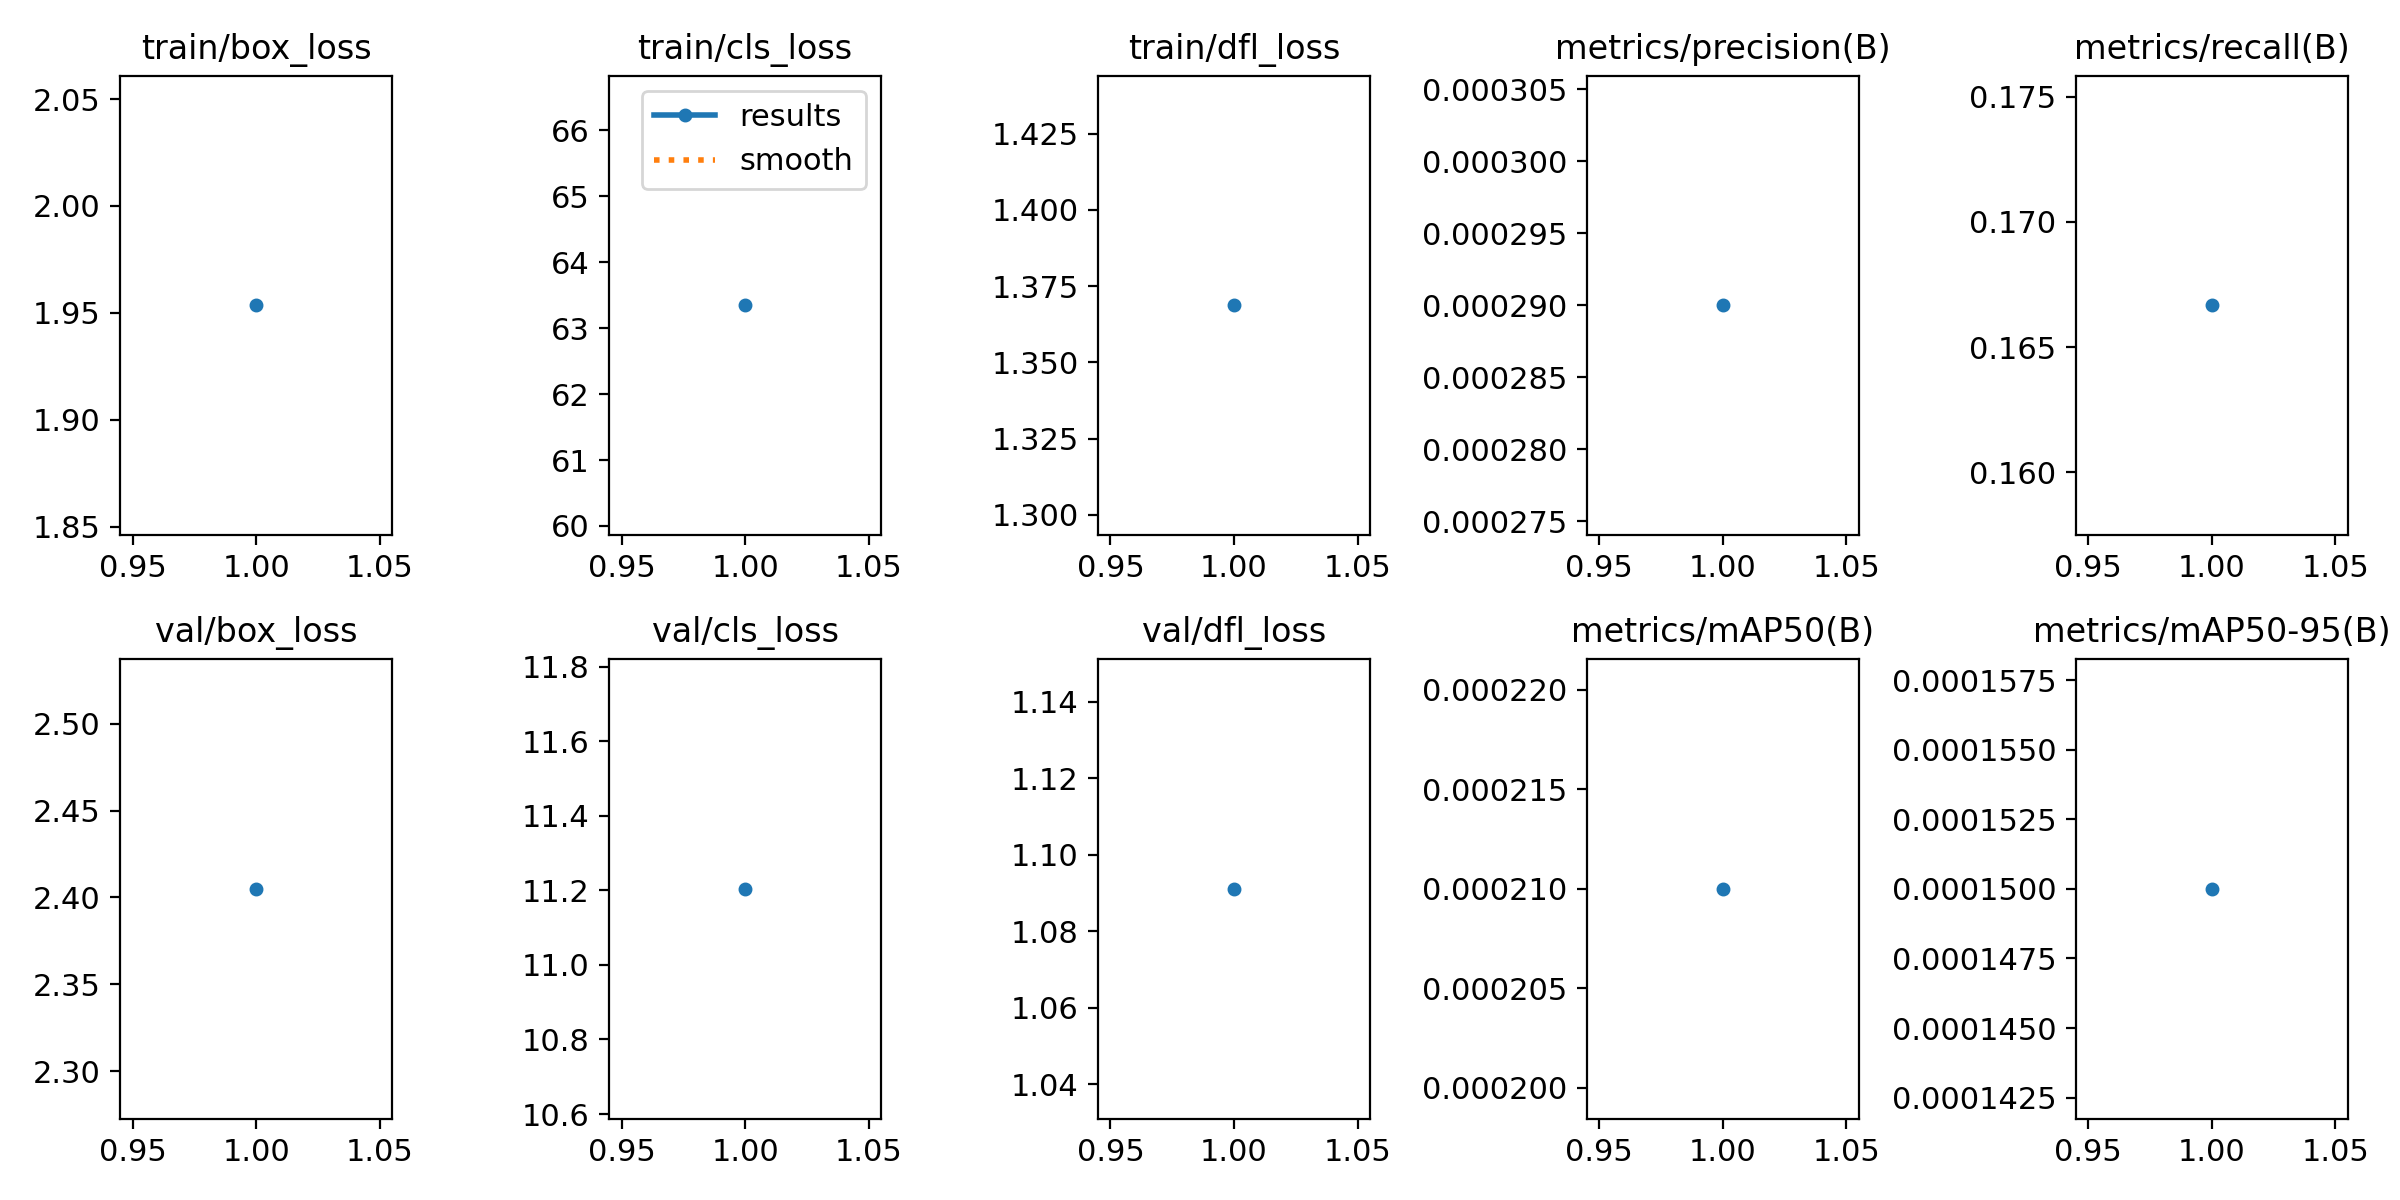 train/box_loss
2.05
2.00
1.95
1.90
1.85
0.95 1.00 1.05
train/cls_loss
results
smooth
66
65
64
63
62
61
60
0.95 1.00 1.05
train/dfl_loss
1.425
1.400
1.375
1.350
1.325
1.300
0.95 1.00 1.05
metrics/precision(B)
0.000305
0.000300
0.000295
0.000290
0.000285
0.000280
0.000275
0.95 1.00 1.05
metrics/recall(B)
0.175
0.170
0.165
0.160
0.95 1.00 1.05
val/box_loss
2.50
2.45
2.40
2.35
2.30
0.95 1.00 1.05
val/cls_loss
11.8
11.6
11.4
11.2
11.0
10.8
10.6
0.95 1.00 1.05
val/dfl_loss
1.14
1.12
1.10
1.08
1.06
1.04
0.95 1.00 1.05
metrics/mAP50(B)
0.000220
0.000215
0.000210
0.000205
0.000200
0.95 1.00 1.05
metrics/mAP50-95(B)
0.0001575
0.0001550
0.0001525
0.0001500
0.0001475
0.0001450
0.0001425
0.95 1.00 1.05